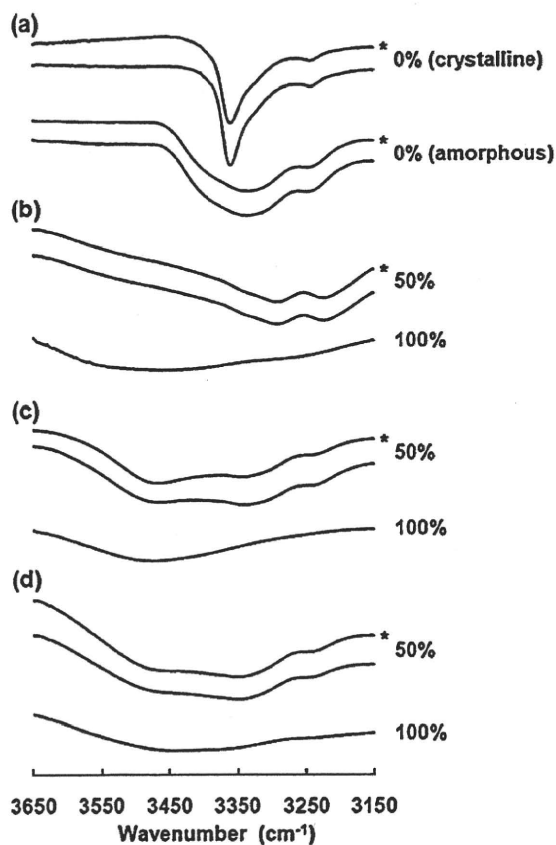 (a)
* 0% (crystalline)
* 0% (amorphous)
(b)
* 50%
100%
(c)
* 50%
100%
(d)
* 50%
100%
3650 3550 3450 3350 3250 3150
Wavenumber (cm-1)